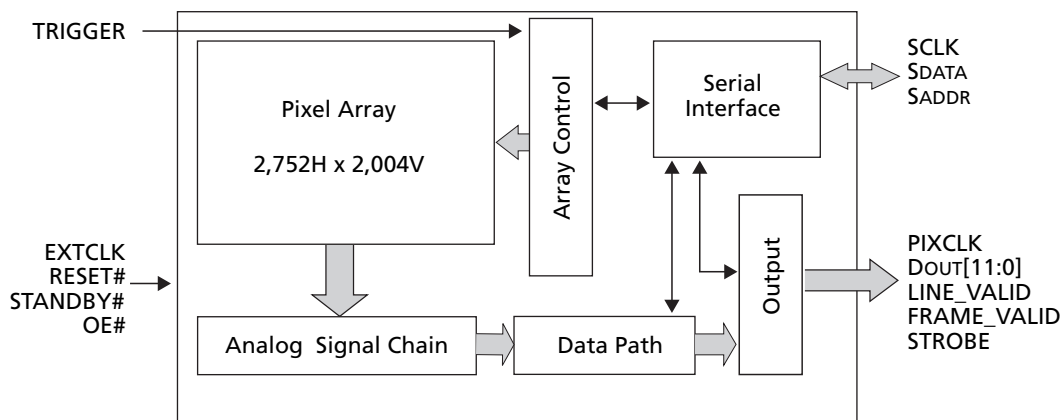 TRIGGER
Pixel Array
2,752H x 2,004V
Array Control
Serial
Interface
SCLK
SDATA
SADDR
EXTCLK
RESET#
STANDBY#
OE#
Analog Signal Chain
Data Path
Output
PIXCLK
DOUT[11:0]
LINE_VALID
FRAME_VALID
STROBE